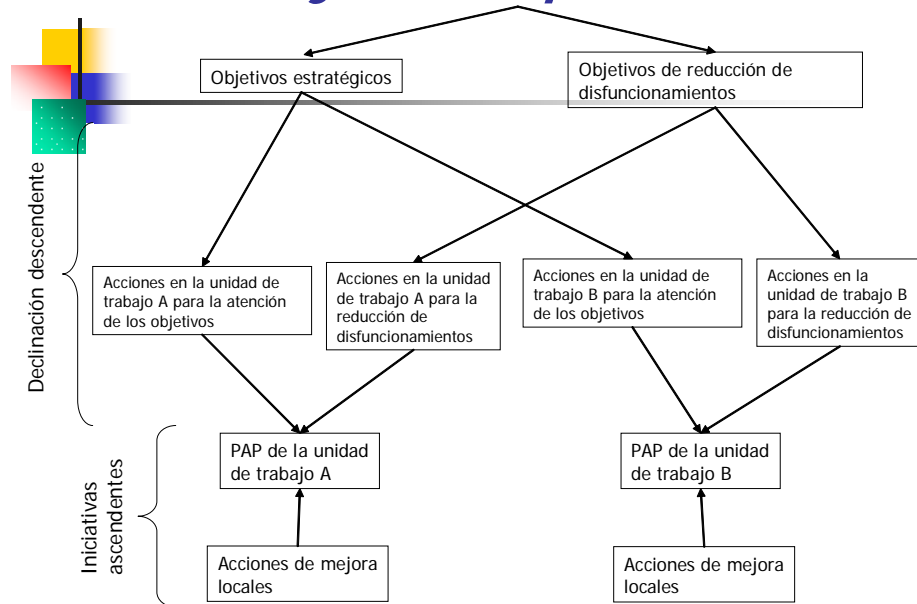 Objetivos estratégicos
Objetivos de reducción de
disfuncionamientos
Declinación descendente
Acciones en la unidad de
trabajo A para la atención
de los objetivos
Acciones en la unidad
de trabajo A para la
reducción de
disfuncionamientos
Acciones en la unidad de
trabajo B para la atención
de los objetivos
Acciones en la
unidad de trabajo B
para la reducción de
disfuncionamientos
Iniciativas
ascendentes
PAP de la unidad
de trabajo A
PAP de la unidad
de trabajo B
Acciones de mejora
locales
Acciones de mejora
locales